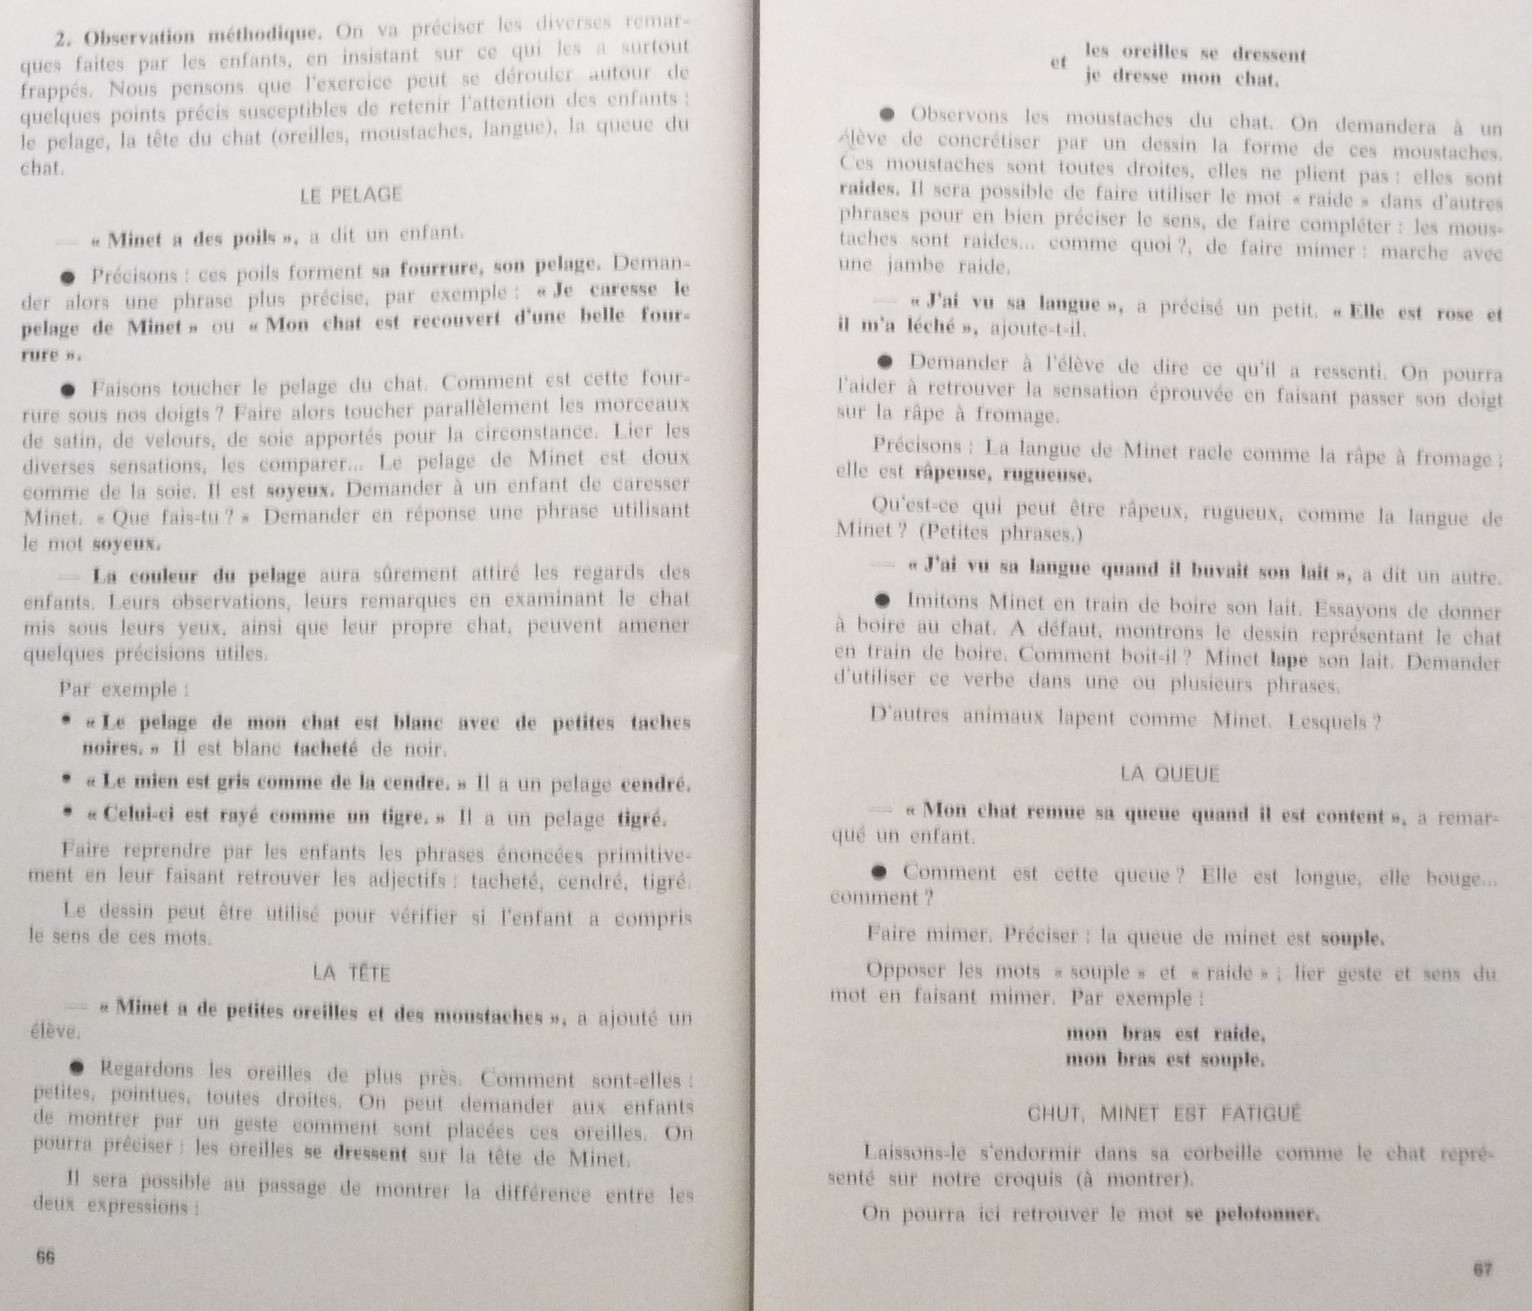 2. Observation méthodique. On va préciser les diverses remar-
ques faites par les enfants, en insistant sur ce qui les a surtout
frappés. Nous pensons que l'exercice peut se dérouler autour de
quelques points précis susceptibles de retenir l'attention des enfants :
le pelage, la tête du chat (oreilles, moustaches, langue), la queue du
chat.
LE PELAGE
— « Minet a des poils », a dit un enfant.
● Précisons : ces poils forment sa fourrure, son pelage. Deman-
der alors une phrase plus précise, par exemple : « Je caresse le
pelage de Minet » ou « Mon chat est recouvert d'une belle four-
rure ».
● Faisons toucher le pelage du chat. Comment est cette four-
rure sous nos doigts ? Faire alors toucher parallèlement les morceaux
de satin, de velours, de soie apportés pour la circonstance. Lier les
diverses sensations, les comparer... Le pelage de Minet est doux
comme de la soie. Il est soyeux. Demander à un enfant de caresser
Minet. « Que fais-tu ? » Demander en réponse une phrase utilisant
le mot soyeux.
— La couleur du pelage aura sûrement attiré les regards des
enfants. Leurs observations, leurs remarques en examinant le chat
mis sous leurs yeux, ainsi que leur propre chat, peuvent amener
quelques précisions utiles.
Par exemple :
• « Le pelage de mon chat est blanc avec de petites taches
noires. » Il est blanc tacheté de noir.
• « Le mien est gris comme de la cendre. » Il a un pelage cendré.
• « Celui-ci est rayé comme un tigre. » Il a un pelage tigré.
Faire reprendre par les enfants les phrases énoncées primitive-
ment en leur faisant retrouver les adjectifs : tacheté, cendré, tigré.
Le dessin peut être utilisé pour vérifier si l'enfant a compris
le sens de ces mots.
LA TÊTE
— « Minet a de petites oreilles et des moustaches », a ajouté un
élève.
● Regardons les oreilles de plus près. Comment sont-elles :
petites, pointues, toutes droites. On peut demander aux enfants
de montrer par un geste comment sont placées ces oreilles. On
pourra préciser : les oreilles se dressent sur la tête de Minet.
Il sera possible au passage de montrer la différence entre les
deux expressions :
66
les oreilles se dressent
et
je dresse mon chat.
● Observons les moustaches du chat. On demandera à un
élève de concrétiser par un dessin la forme de ces moustaches.
Ces moustaches sont toutes droites, elles ne plient pas : elles sont
raides. Il sera possible de faire utiliser le mot « raide » dans d'autres
phrases pour en bien préciser le sens, de faire compléter : les mous-
taches sont raides... comme quoi ?, de faire mimer : marche avec
une jambe raide.
— « J'ai vu sa langue », a précisé un petit. « Elle est rose et
il m'a léché », ajoute-t-il.
● Demander à l'élève de dire ce qu'il a ressenti. On pourra
l'aider à retrouver la sensation éprouvée en faisant passer son doigt
sur la râpe à fromage.
Précisons : La langue de Minet racle comme la râpe à fromage ;
elle est râpeuse, rugueuse.
Qu'est-ce qui peut être râpeux, rugueux, comme la langue de
Minet ? (Petites phrases.)
— « J'ai vu sa langue quand il buvait son lait », a dit un autre.
● Imitons Minet en train de boire son lait. Essayons de donner
à boire au chat. A défaut, montrons le dessin représentant le chat
en train de boire. Comment boit-il ? Minet lape son lait. Demander
d'utiliser ce verbe dans une ou plusieurs phrases.
D'autres animaux lapent comme Minet. Lesquels ?
LA QUEUE
— « Mon chat remue sa queue quand il est content », a remar-
qué un enfant.
● Comment est cette queue ? Elle est longue, elle bouge...
comment ?
Faire mimer. Préciser : la queue de minet est souple.
Opposer les mots « souple » et « raide » ; lier geste et sens du
mot en faisant mimer. Par exemple :
mon bras est raide,
mon bras est souple.
CHUT, MINET EST FATIGUÉ
Laissons-le s'endormir dans sa corbeille comme le chat repré-
senté sur notre croquis (à montrer).
On pourra ici retrouver le mot se pelotonner.
67